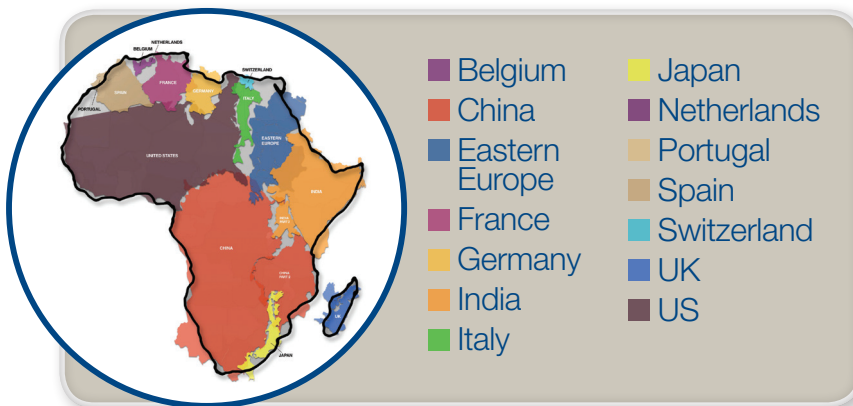 NETHERLANDS
BELGIUM
SWITZERLAND
SPAIN
FRANCE
GERMANY
ITALY
PORTUGAL
EASTERN
EUROPE
UNITED STATES
INDIA
CHINA
UK
JAPAN
Belgium
China
Eastern
Europe
France
Germany
India
Italy
Japan
Netherlands
Portugal
Spain
Switzerland
UK
US